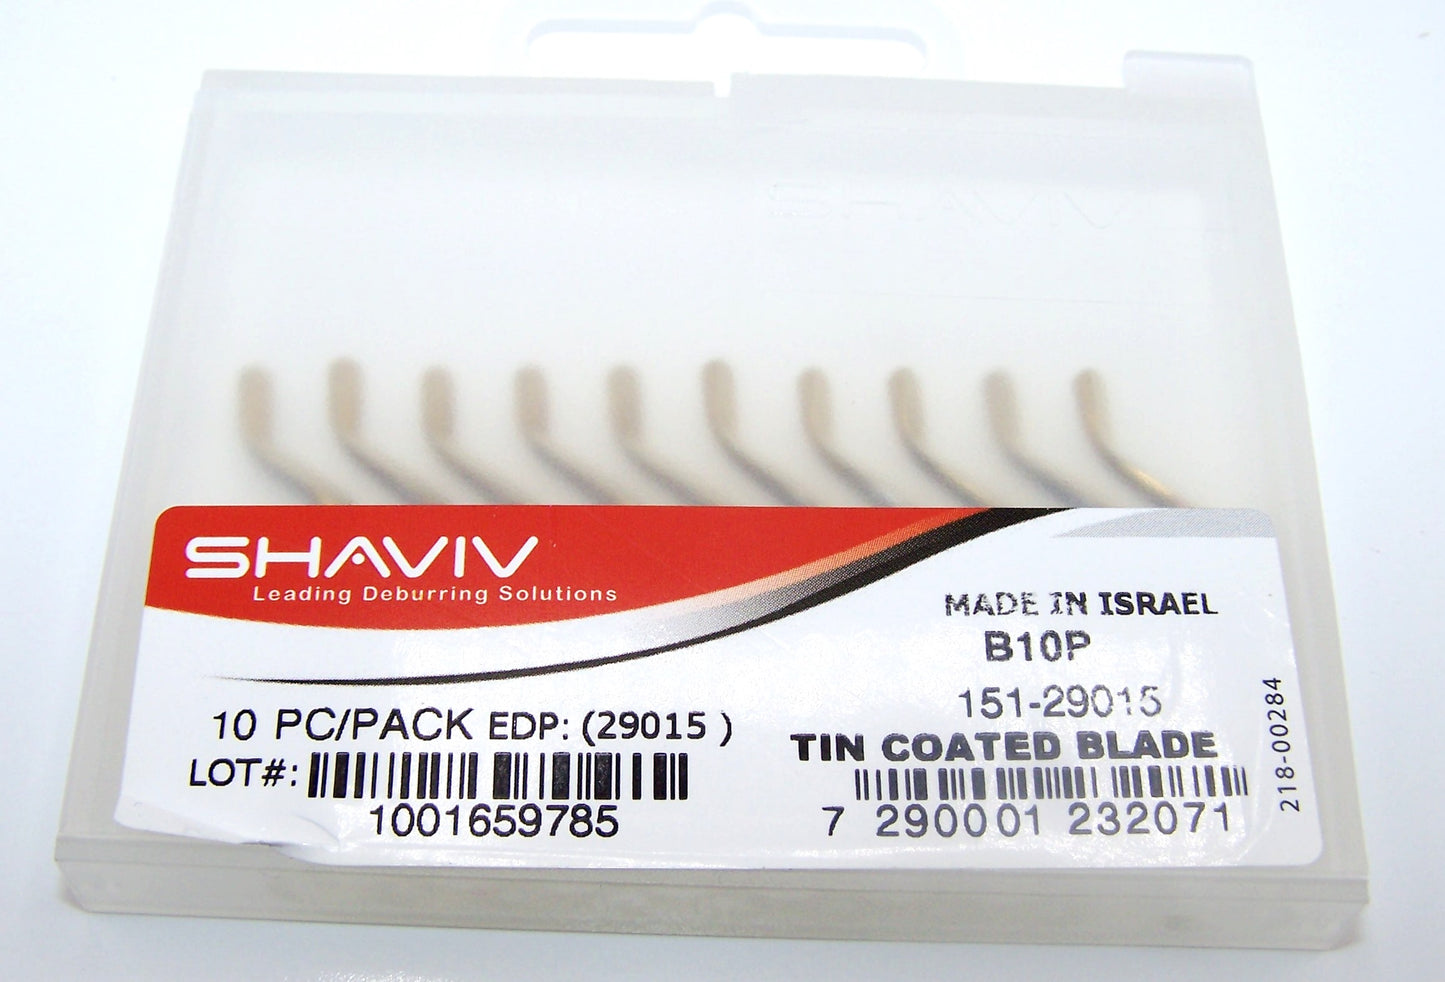 SHAVIV
SHAVIV
Leading Deburring Solutions
MADE IN ISRAEL
B10P
151-29015
10 PC/PACK EDP: (29015 )
TIN COATED BLADE
LOT#:
1001659785
7 290001 232071
218-00284